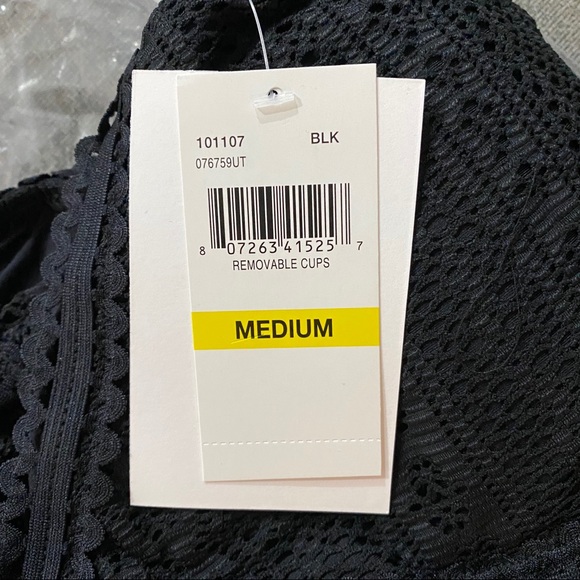 101107 BLK
076759UT
8 07263 41525 7
REMOVABLE CUPS
MEDIUM